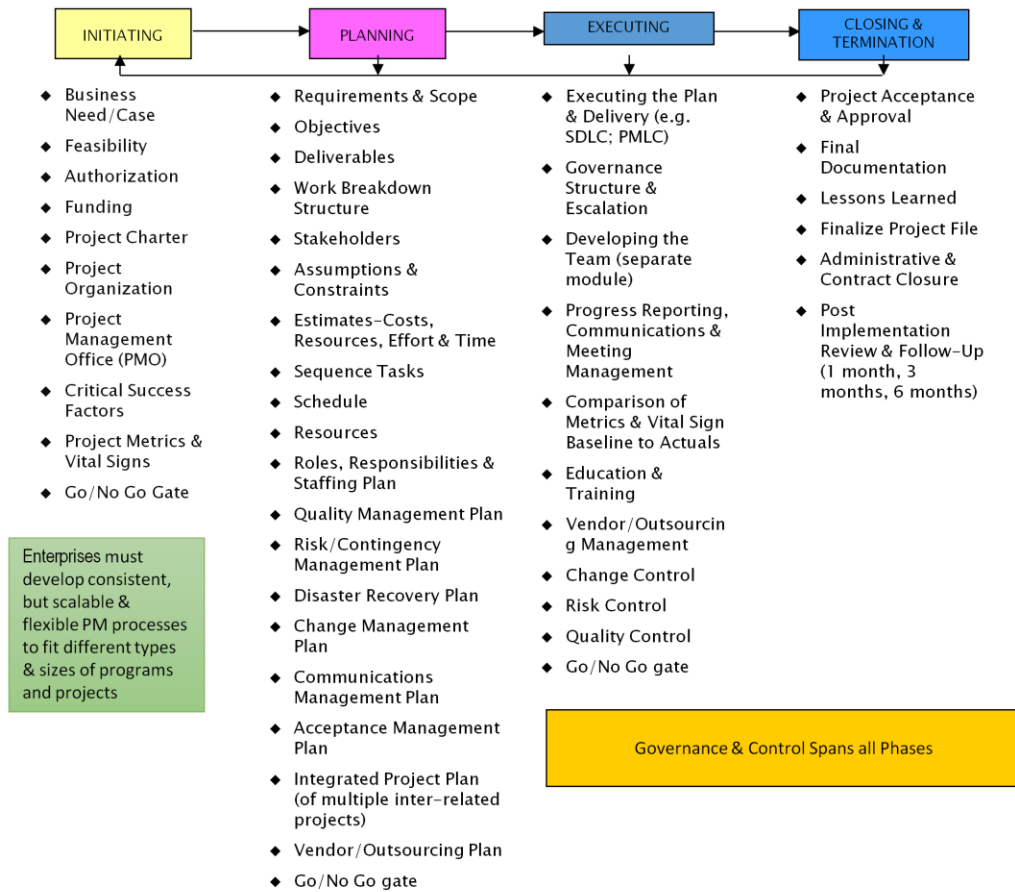 INITIATING
PLANNING
EXECUTING
CLOSING &
TERMINATION
Business
Need/Case
Feasibility
Authorization
Funding
Project Charter
Project
Organization
Project
Management
Office (PMO)
Critical Success
Factors
Project Metrics &
Vital Signs
Go/No Go Gate
Enterprises must
develop consistent,
but scalable &
flexible PM processes
to fit different types
& sizes of programs
and projects
Requirements & Scope
Objectives
Deliverables
Work Breakdown
Structure
Stakeholders
Assumptions &
Constraints
Estimates-Costs,
Resources, Effort & Time
Sequence Tasks
Schedule
Resources
Roles, Responsibilities &
Staffing Plan
Quality Management Plan
Risk/Contingency
Management Plan
Disaster Recovery Plan
Change Management
Plan
Communications
Management Plan
Acceptance Management
Plan
Integrated Project Plan
(of multiple inter-related
projects)
Vendor/Outsourcing Plan
Go/No Go gate
Executing the Plan
& Delivery (e.g.
SDLC; PMLC)
Governance
Structure &
Escalation
Developing the
Team (separate
module)
Progress Reporting,
Communications &
Meeting
Management
Comparison of
Metrics & Vital Sign
Baseline to Actuals
Education &
Training
Vendor/Outsourcin
g Management
Change Control
Risk Control
Quality Control
Go/No Go gate
Project Acceptance
& Approval
Final
Documentation
Lessons Learned
Finalize Project File
Administrative &
Contract Closure
Post
Implementation
Review & Follow-Up
(1 month, 3
months, 6 months)
Governance & Control Spans all Phases